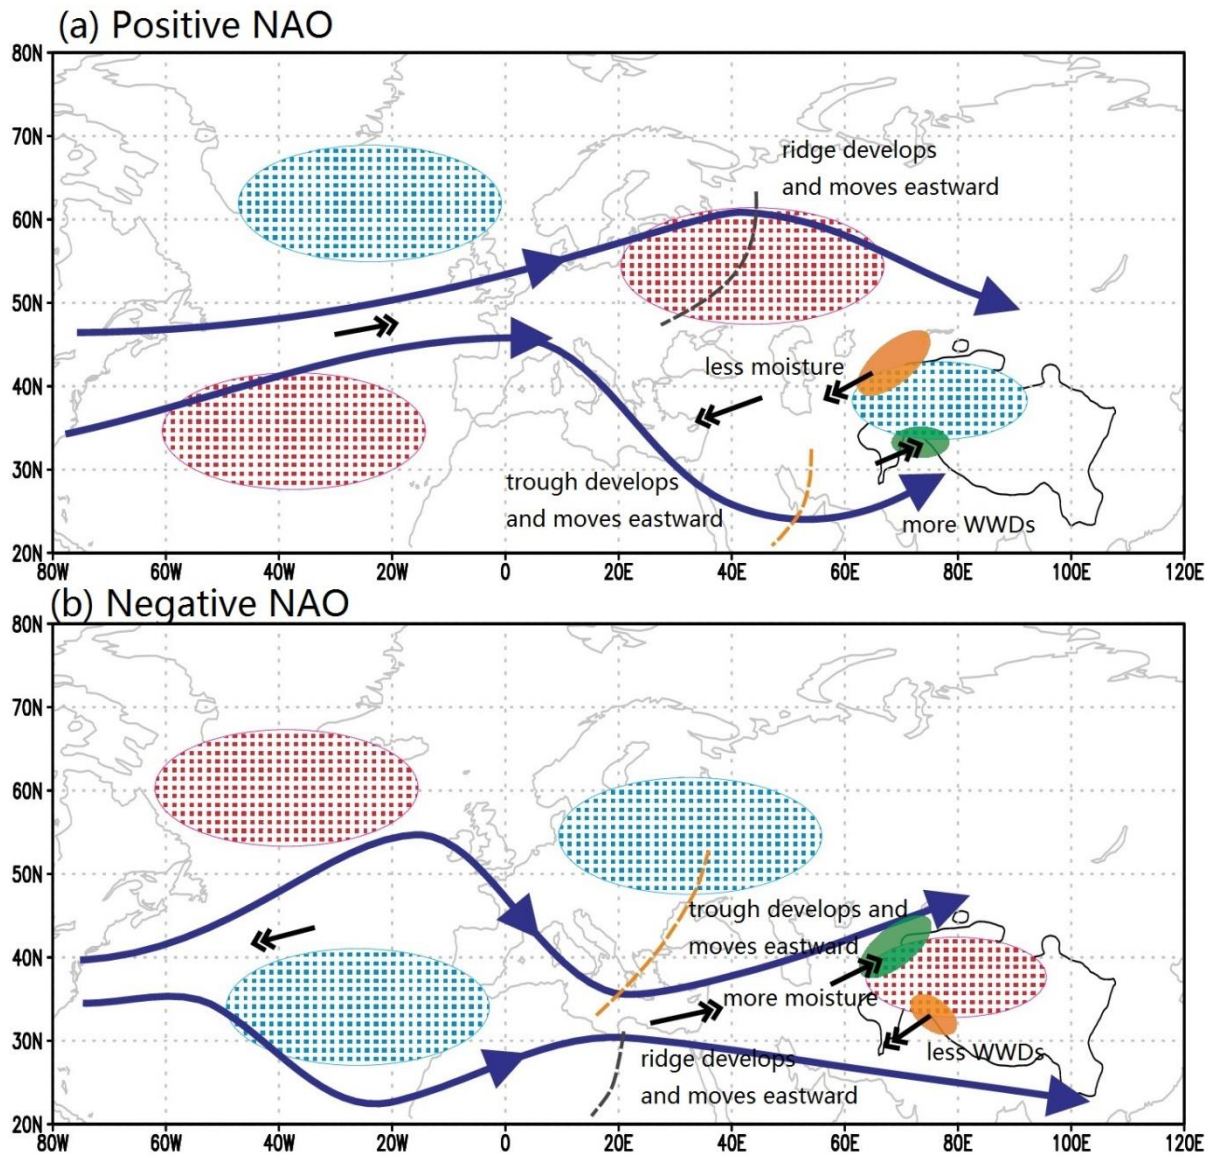 (a) Positive NAO
80N
70N
ridge develops
and moves eastward
60N
50N
less moisture
40N
30N
trough develops
and moves eastward
more WWDs
20N
80W 60W 40W 20W 0 20E 40E 60E 80E 100E 120E
(b) Negative NAO
80N
70N
60N
50N
trough develops and
moves eastward
40N
more moisture
30N
less WWDs
ridge develops
and moves eastward
20N
80W 60W 40W 20W 0 20E 40E 60E 80E 100E 120E